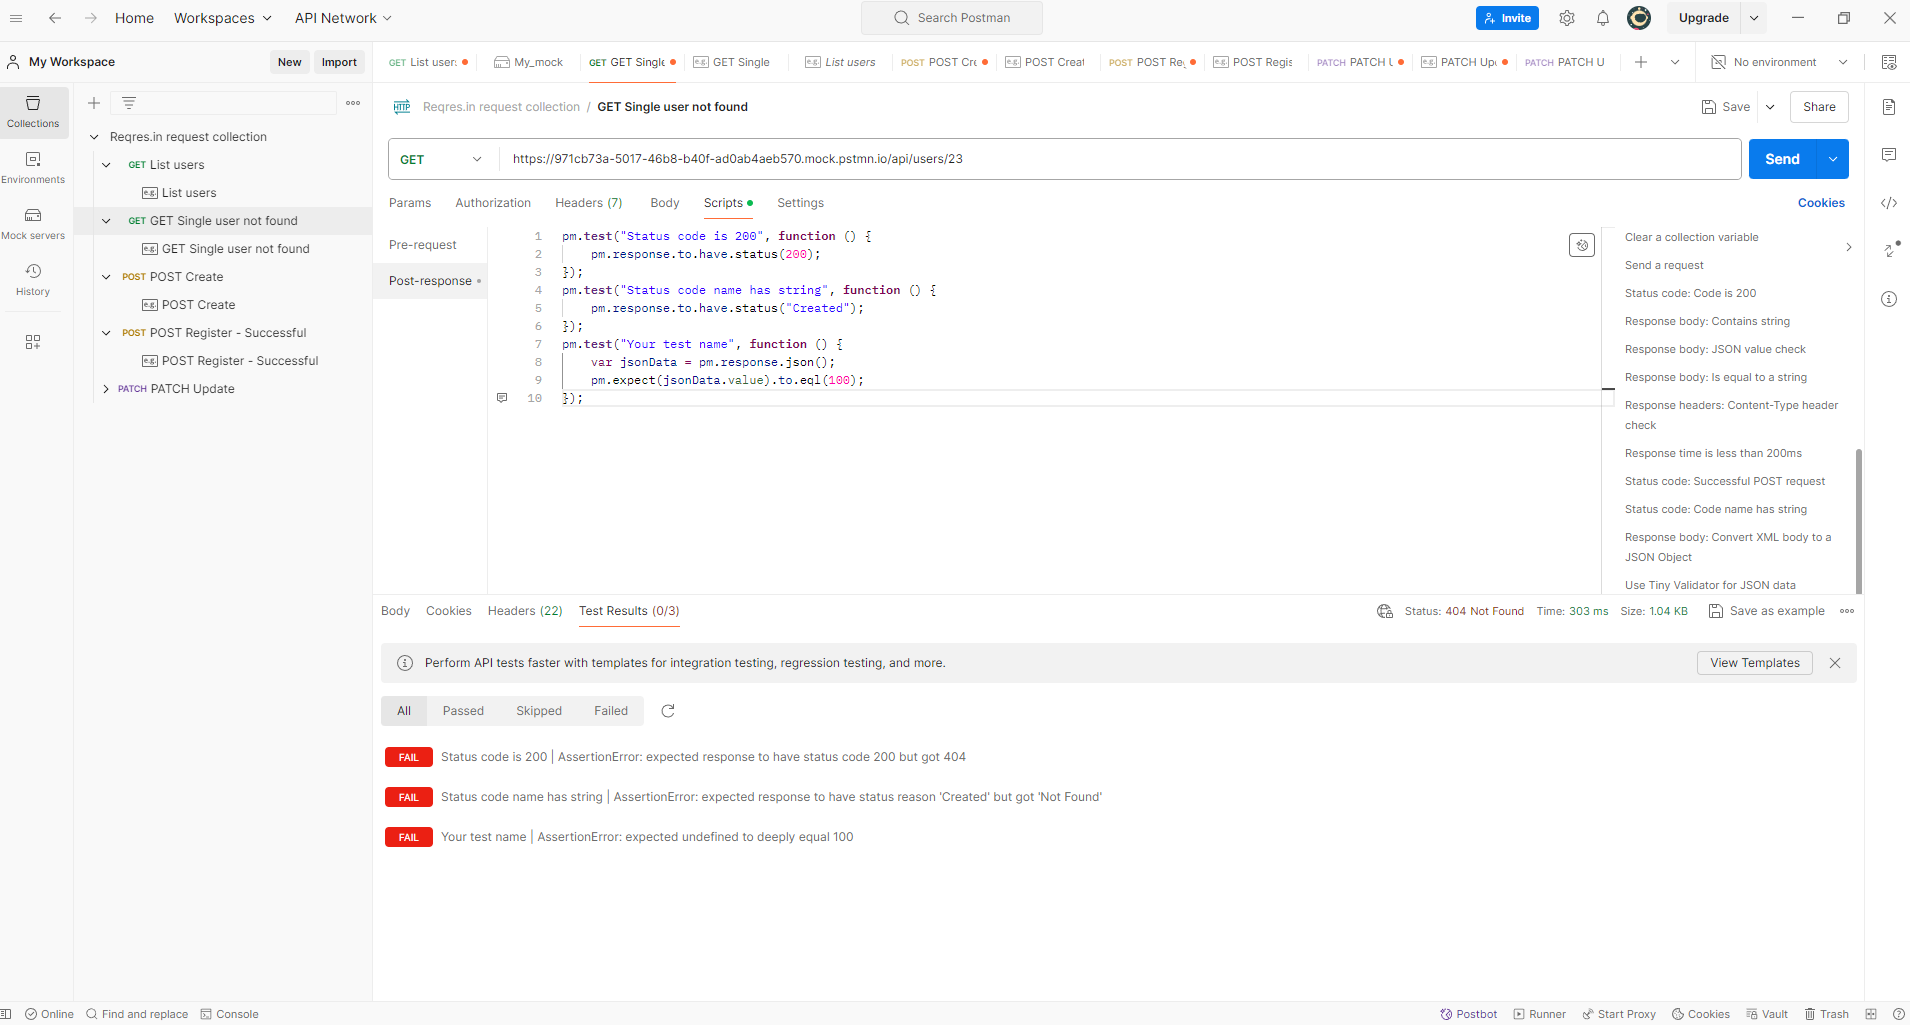 Home Workspaces API Network Search Postman Invite Upgrade
My Workspace New Import GET List users My_mock GET GET Single GET Single List users POST POST Cre POST Creat POST POST Reg POST Regis PATCH PATCH U PATCH Up PATCH PATCH U No environment
Collections
Environments
Mock servers
History
Reqres.in request collection
GET List users
e.g. List users
GET GET Single user not found
e.g. GET Single user not found
POST POST Create
e.g. POST Create
POST POST Register - Successful
e.g. POST Register - Successful
PATCH PATCH Update
HTTP Reqres.in request collection / GET Single user not found Save Share
GET https://971cb73a-5017-46b8-b40f-ad0ab4aeb570.mock.pstmn.io/api/users/23 Send
Params Authorization Headers (7) Body Scripts Settings Cookies
Pre-request
Post-response
1 pm.test("Status code is 200", function () {
2 pm.response.to.have.status(200);
3 });
4 pm.test("Status code name has string", function () {
5 pm.response.to.have.status("Created");
6 });
7 pm.test("Your test name", function () {
8 var jsonData = pm.response.json();
9 pm.expect(jsonData.value).to.eql(100);
10 });
Clear a collection variable
Send a request
Status code: Code is 200
Response body: Contains string
Response body: JSON value check
Response body: Is equal to a string
Response headers: Content-Type header
check
Response time is less than 200ms
Status code: Successful POST request
Status code: Code name has string
Response body: Convert XML body to a
JSON Object
Use Tiny Validator for JSON data
Body Cookies Headers (22) Test Results (0/3) Status: 404 Not Found Time: 303 ms Size: 1.04 KB Save as example
Perform API tests faster with templates for integration testing, regression testing, and more. View Templates
All Passed Skipped Failed
FAIL Status code is 200 | AssertionError: expected response to have status code 200 but got 404
FAIL Status code name has string | AssertionError: expected response to have status reason 'Created' but got 'Not Found'
FAIL Your test name | AssertionError: expected undefined to deeply equal 100
Online Find and replace Console Postbot Runner Start Proxy Cookies Vault Trash